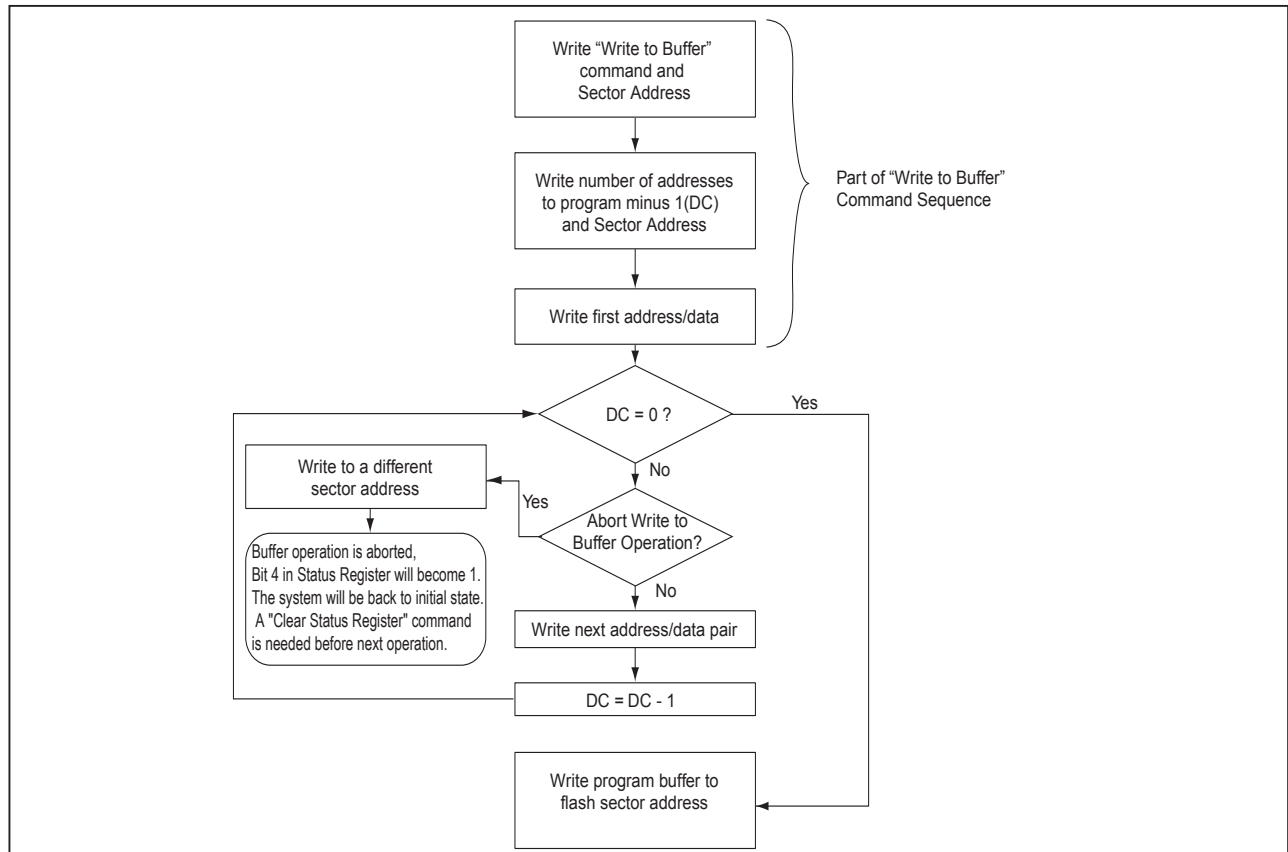 Write “Write to Buffer”
command and
Sector Address
Write number of addresses
to program minus 1(DC)
and Sector Address
Part of “Write to Buffer”
Command Sequence
Write first address/data
DC = 0 ?
Yes
No
Write to a different
sector address
Yes
Abort Write to
Buffer Operation?
Buffer operation is aborted,
Bit 4 in Status Register will become 1.
The system will be back to initial state.
A "Clear Status Register" command
is needed before next operation.
No
Write next address/data pair
DC = DC - 1
Write program buffer to
flash sector address